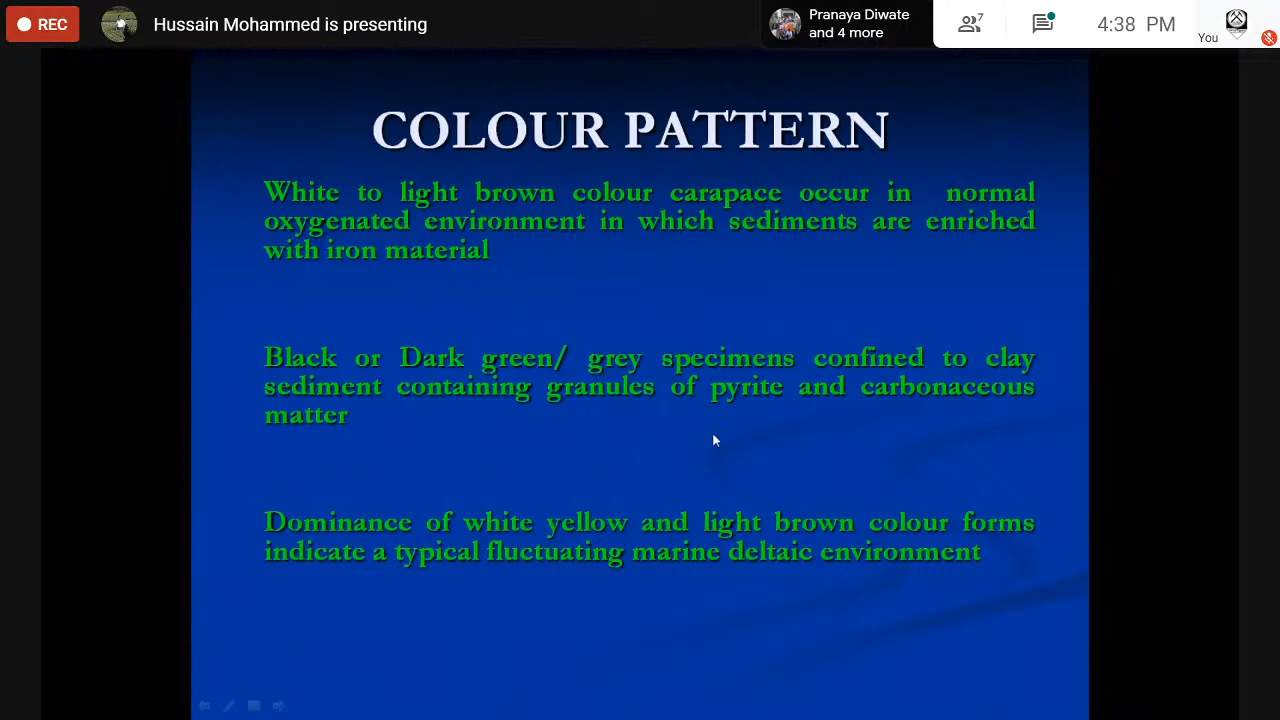 REC
Hussain Mohammed is presenting
Pranaya Diwate
and 4 more
7
4:38 PM
You
COLOUR PATTERN
White to light brown colour carapace occur in normal
oxygenated environment in which sediments are enriched
with iron material
Black or Dark green/ grey specimens confined to clay
sediment containing granules of pyrite and carbonaceous
matter
Dominance of white yellow and light brown colour forms
indicate a typical fluctuating marine deltaic environment